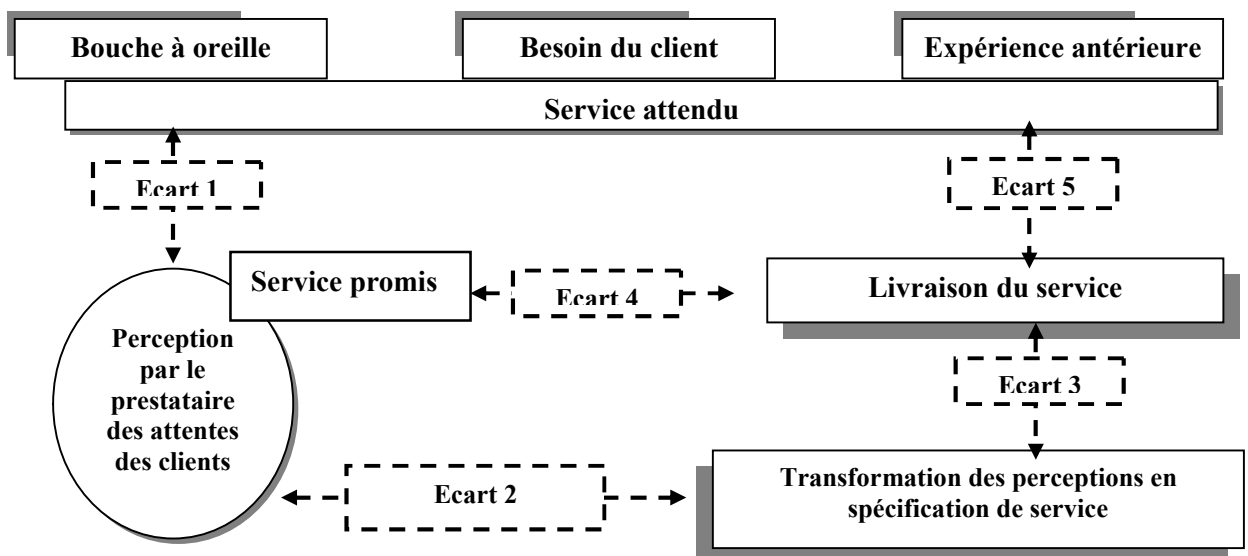 Bouche à oreille
Besoin du client
Expérience antérieure
Service attendu
Ecart 1
Ecart 5
Service promis
Ecart 4
Livraison du service
Perception
par le
prestataire
des attentes
des clients
Ecart 3
Ecart 2
Transformation des perceptions en
spécification de service